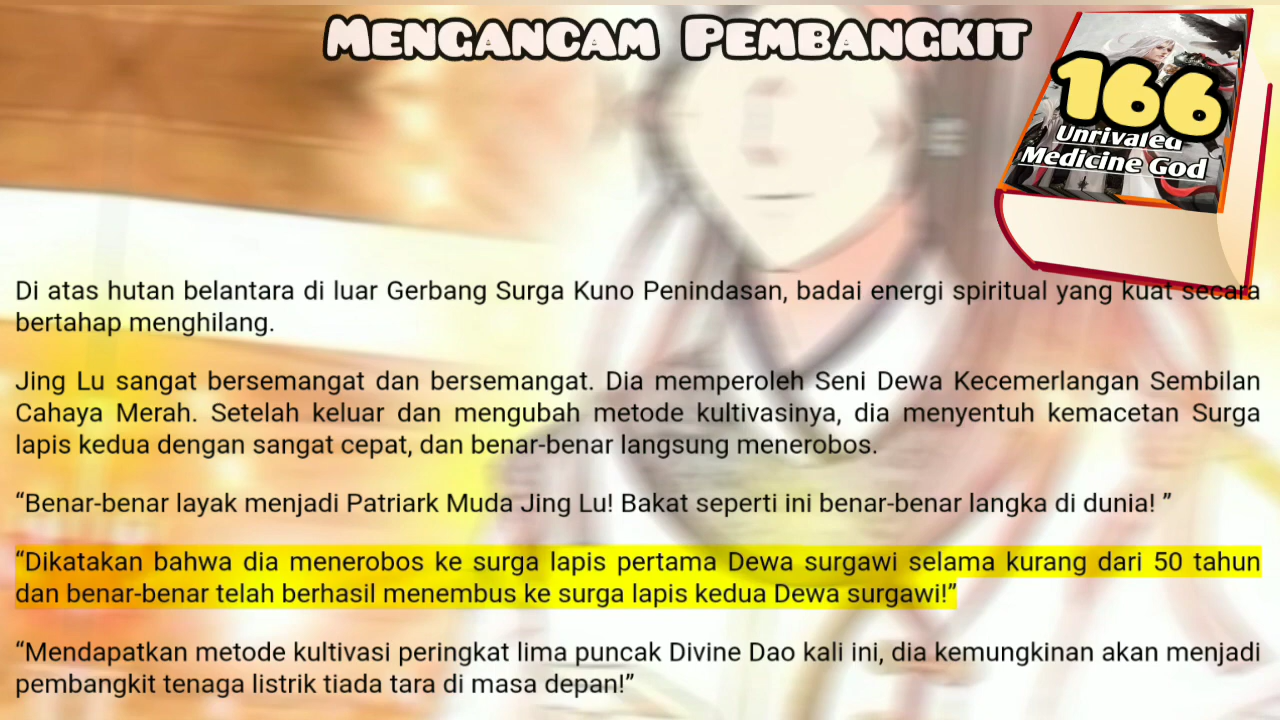 MENGANCAM PEMBANGKIT
166
Unrivaled
Medicine God
Di atas hutan belantara di luar Gerbang Surga Kuno Penindasan, badai energi spiritual yang kuat secara
bertahap menghilang.
Jing Lu sangat bersemangat dan bersemangat. Dia memperoleh Seni Dewa Kecemerlangan Sembilan
Cahaya Merah. Setelah keluar dan mengubah metode kultivasinya, dia menyentuh kemacetan Surga
lapis kedua dengan sangat cepat, dan benar-benar langsung menerobos.
“Benar-benar layak menjadi Patriark Muda Jing Lu! Bakat seperti ini benar-benar langka di dunia! ”
“Dikatakan bahwa dia menerobos ke surga lapis pertama Dewa surgawi selama kurang dari 50 tahun
dan benar-benar telah berhasil menembus ke surga lapis kedua Dewa surgawi!”
“Mendapatkan metode kultivasi peringkat lima puncak Divine Dao kali ini, dia kemungkinan akan menjadi
pembangkit tenaga listrik tiada tara di masa depan!”